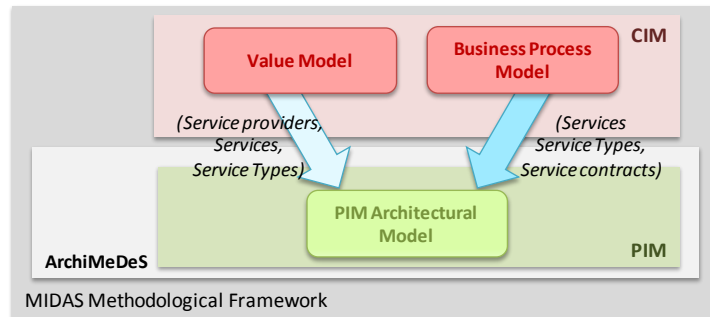 CIM
Value Model
Business Process
Model
(Service providers,
Services,
Service Types)
(Services
Service Types,
Service contracts)
PIM Architectural
Model
PIM
ArchiMeDeS
MIDAS Methodological Framework